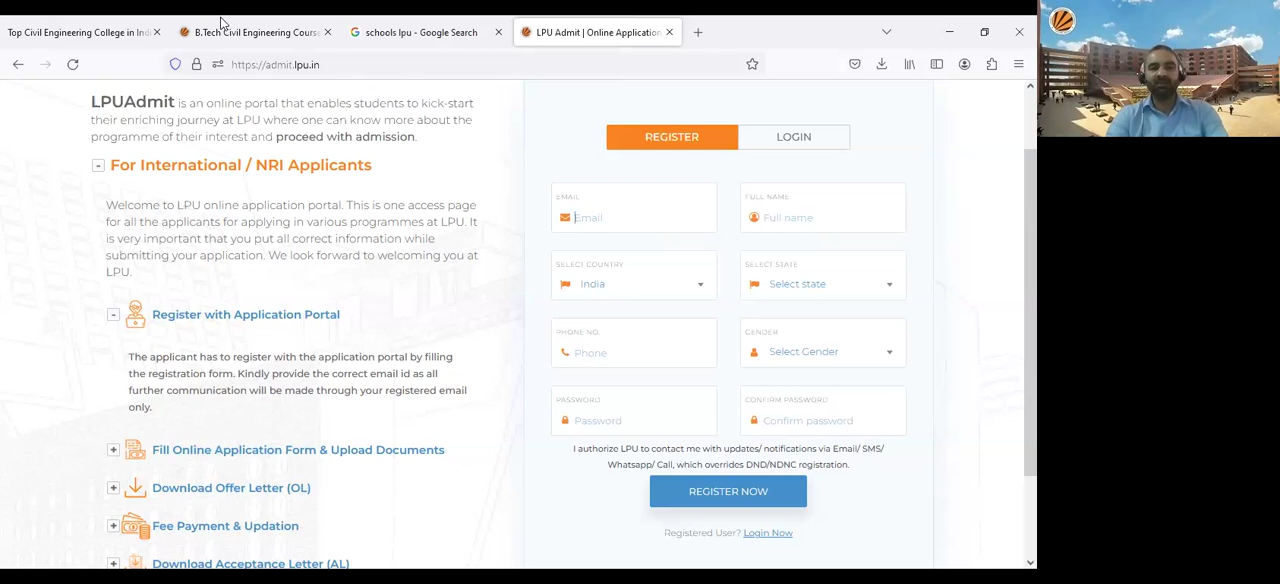 Top Civil Engineering College in Indi
B.Tech Civil Engineering Course
schools lpu - Google Search
LPU Admit | Online Application
https://admit.lpu.in
LPUAdmit is an online portal that enables students to kick-start
their enriching journey at LPU where one can know more about the
programme of their interest and proceed with admission.
For International / NRI Applicants
Welcome to LPU online application portal. This is one access page
for all the applicants for applying in various programmes at LPU. It
is very important that you put all correct information while
submitting your application. We look forward to welcoming you at
LPU.
Register with Application Portal
The applicant has to register with the application portal by filling
the registration form. Kindly provide the correct email id as all
further communication will be made through your registered email
only.
Fill Online Application Form & Upload Documents
Download Offer Letter (OL)
Fee Payment & Updation
Download Acceptance Letter (AL)
REGISTER
LOGIN
EMAIL
Email
FULL NAME
Full name
SELECT COUNTRY
India
SELECT STATE
Select state
PHONE NO.
Phone
GENDER
Select Gender
PASSWORD
Password
CONFIRM PASSWORD
Confirm password
I authorize LPU to contact me with updates/ notifications via Email/ SMS/
Whatsapp/ Call, which overrides DND/NDNC registration.
REGISTER NOW
Registered User? Login Now